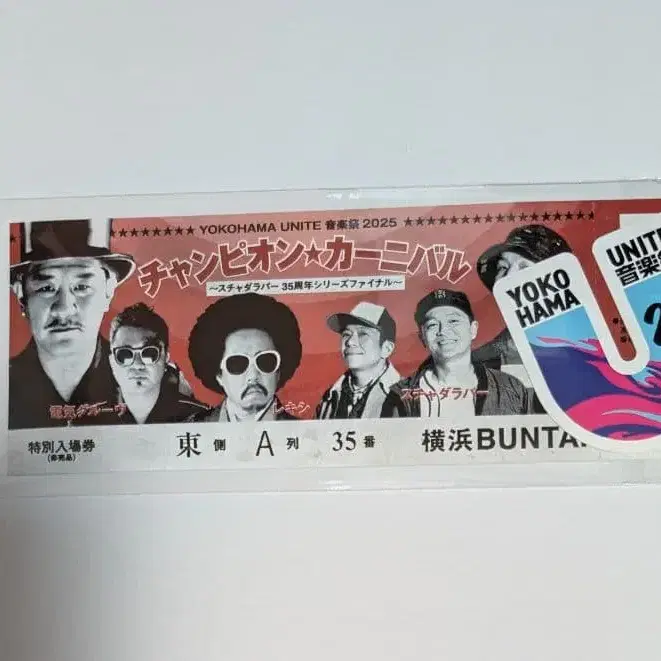 ★★★★★★★★★ YOKOHAMA UNITE 音楽祭 2025 ★★★★★★★★★★★★★★★★★★
チャンピオン★カーニバル
〜スチャダラパー 35周年シリーズファイナル〜
電気グルーヴ
レキシ
スチャダラパー
特別入場券
(非売品)
東 側 A 列 35 番
横浜BUNTA
YOKO
HAMA
UNITE
音楽